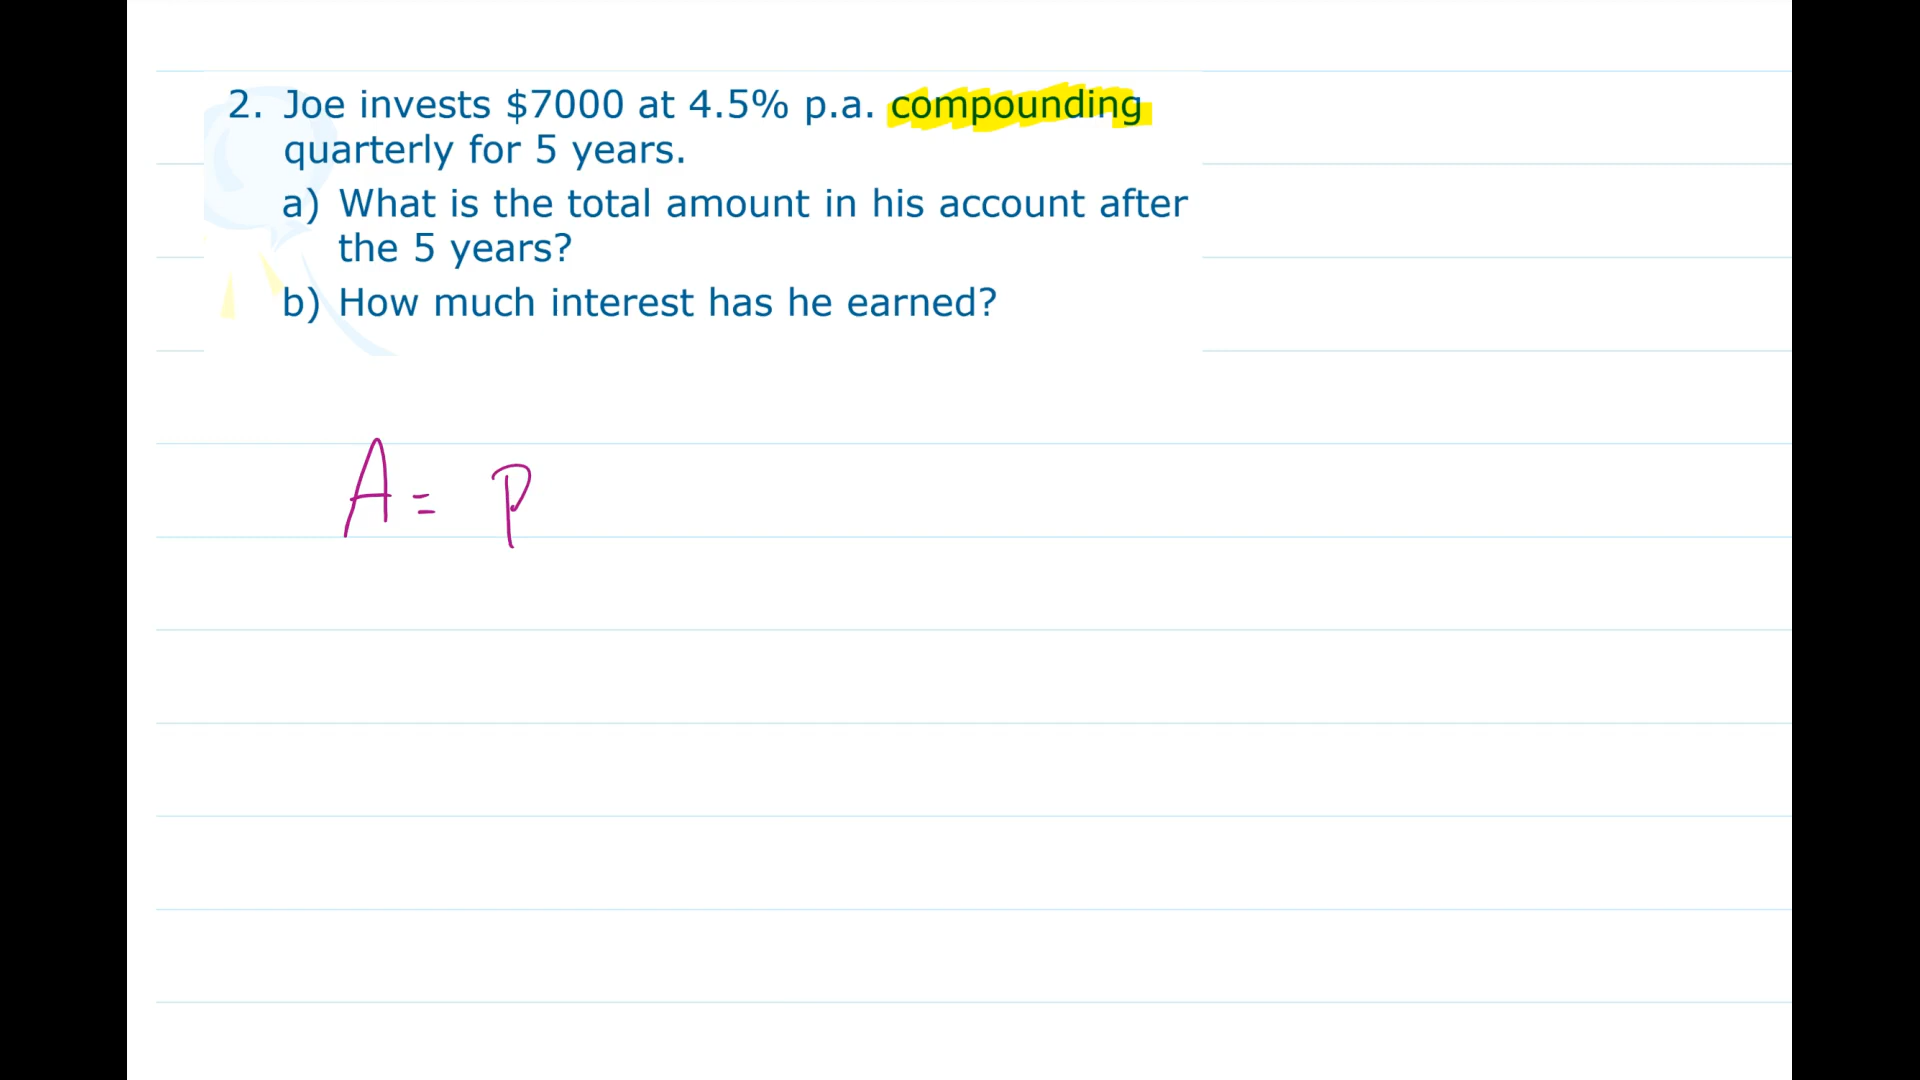 2. Joe invests $7000 at 4.5% p.a. compounding
quarterly for 5 years.
a) What is the total amount in his account after
the 5 years?
b) How much interest has he earned?
A = P